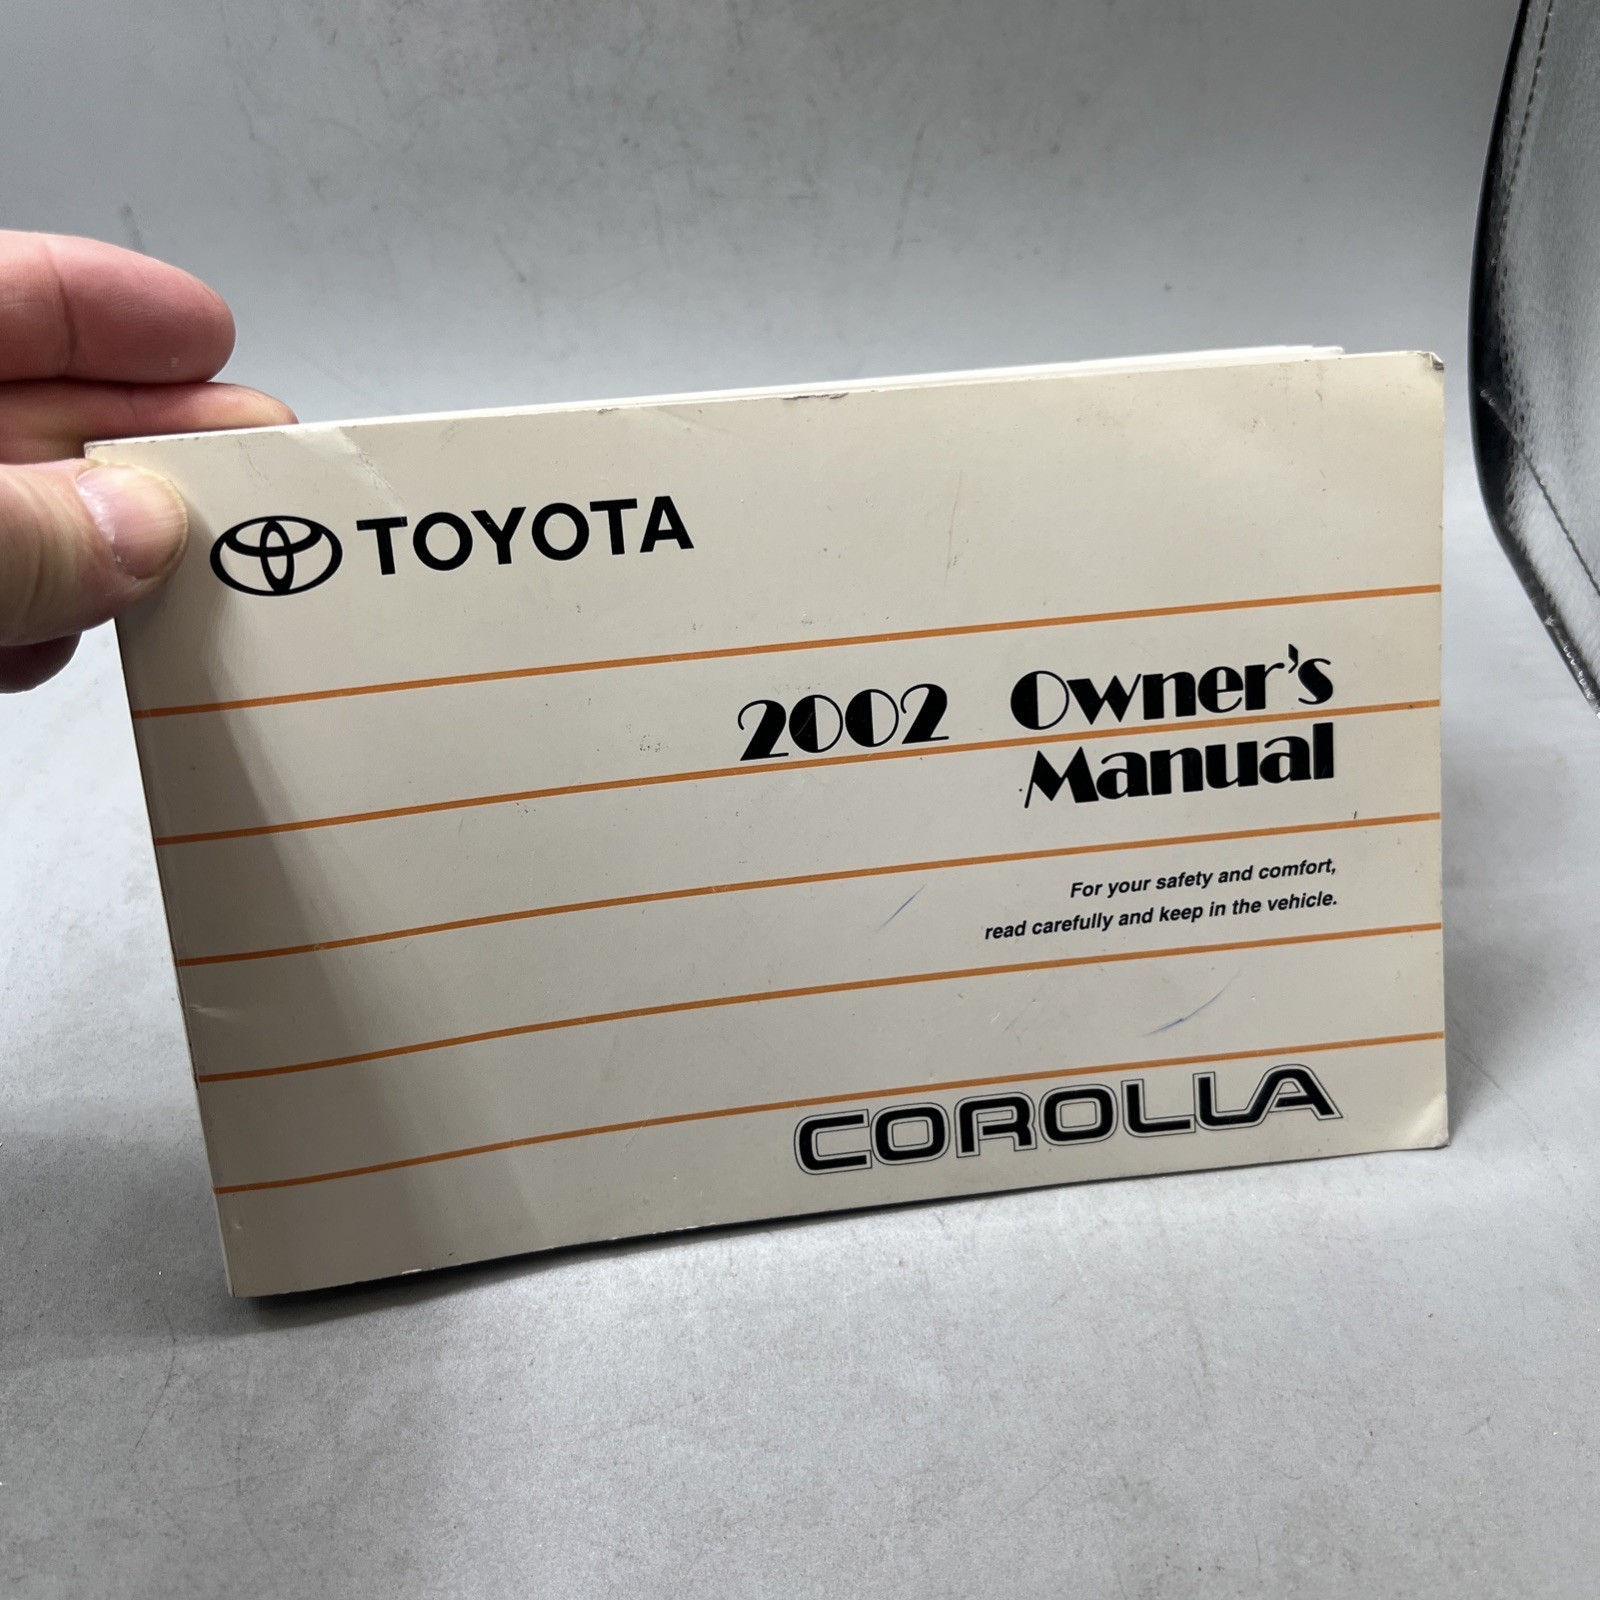 TOYOTA
2002 Owner's
Manual
For your safety and comfort,
read carefully and keep in the vehicle.
COROLLA